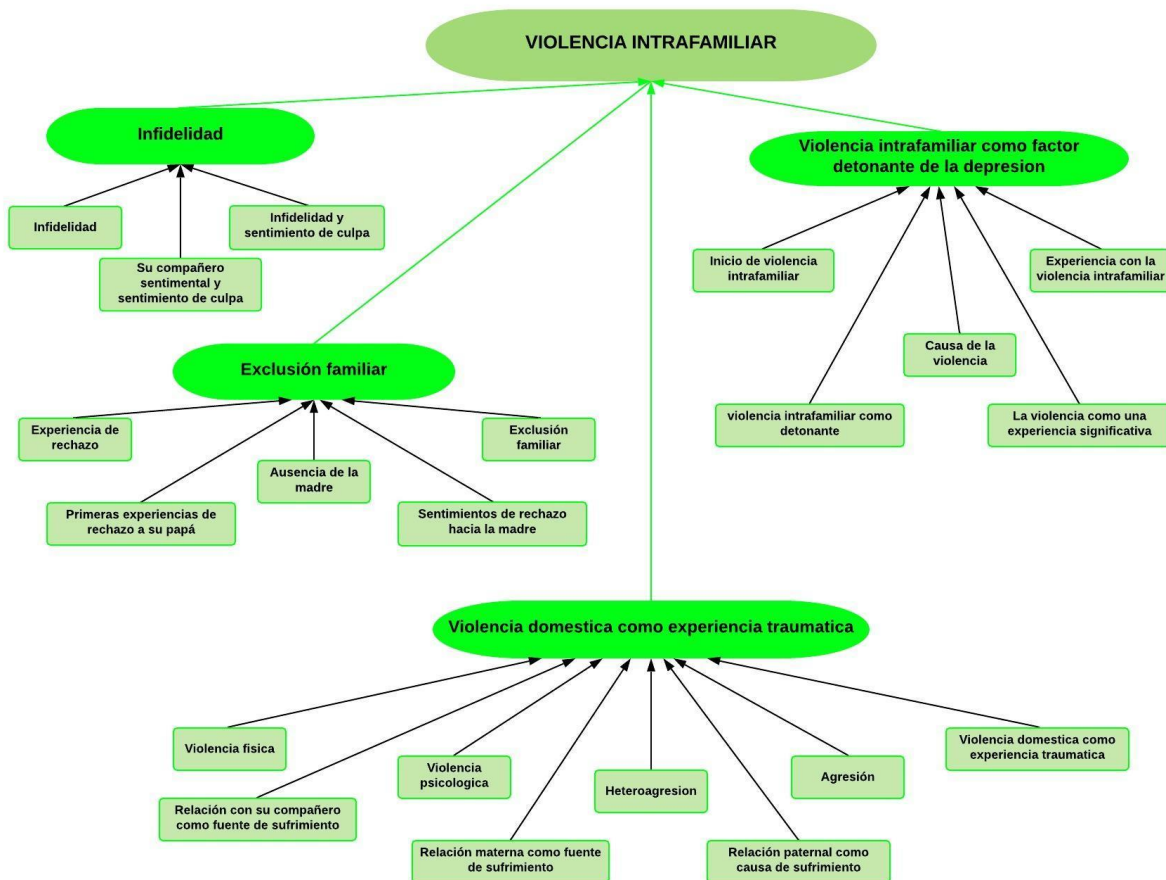 VIOLENCIA INTRAFAMILIAR
Infidelidad
Infidelidad
Su compañero
sentimental y
sentimiento de culpa
Infidelidad y
sentimiento de culpa
Violencia intrafamiliar como factor
detonante de la depresion
Inicio de violencia
intrafamiliar
violencia intrafamiliar como
detonante
Causa de la
violencia
La violencia como una
experiencia significativa
Experiencia con la
violencia intrafamiliar
Exclusión familiar
Experiencia de
rechazo
Primeras experiencias de
rechazo a su papá
Ausencia de la
madre
Sentimientos de rechazo
hacia la madre
Exclusión
familiar
Violencia domestica como experiencia traumatica
Violencia fisica
Relación con su compañero
como fuente de sufrimiento
Violencia
psicologica
Relación materna como fuente
de sufrimiento
Heteroagresion
Relación paternal como
causa de sufrimiento
Agresión
Violencia domestica como
experiencia traumatica